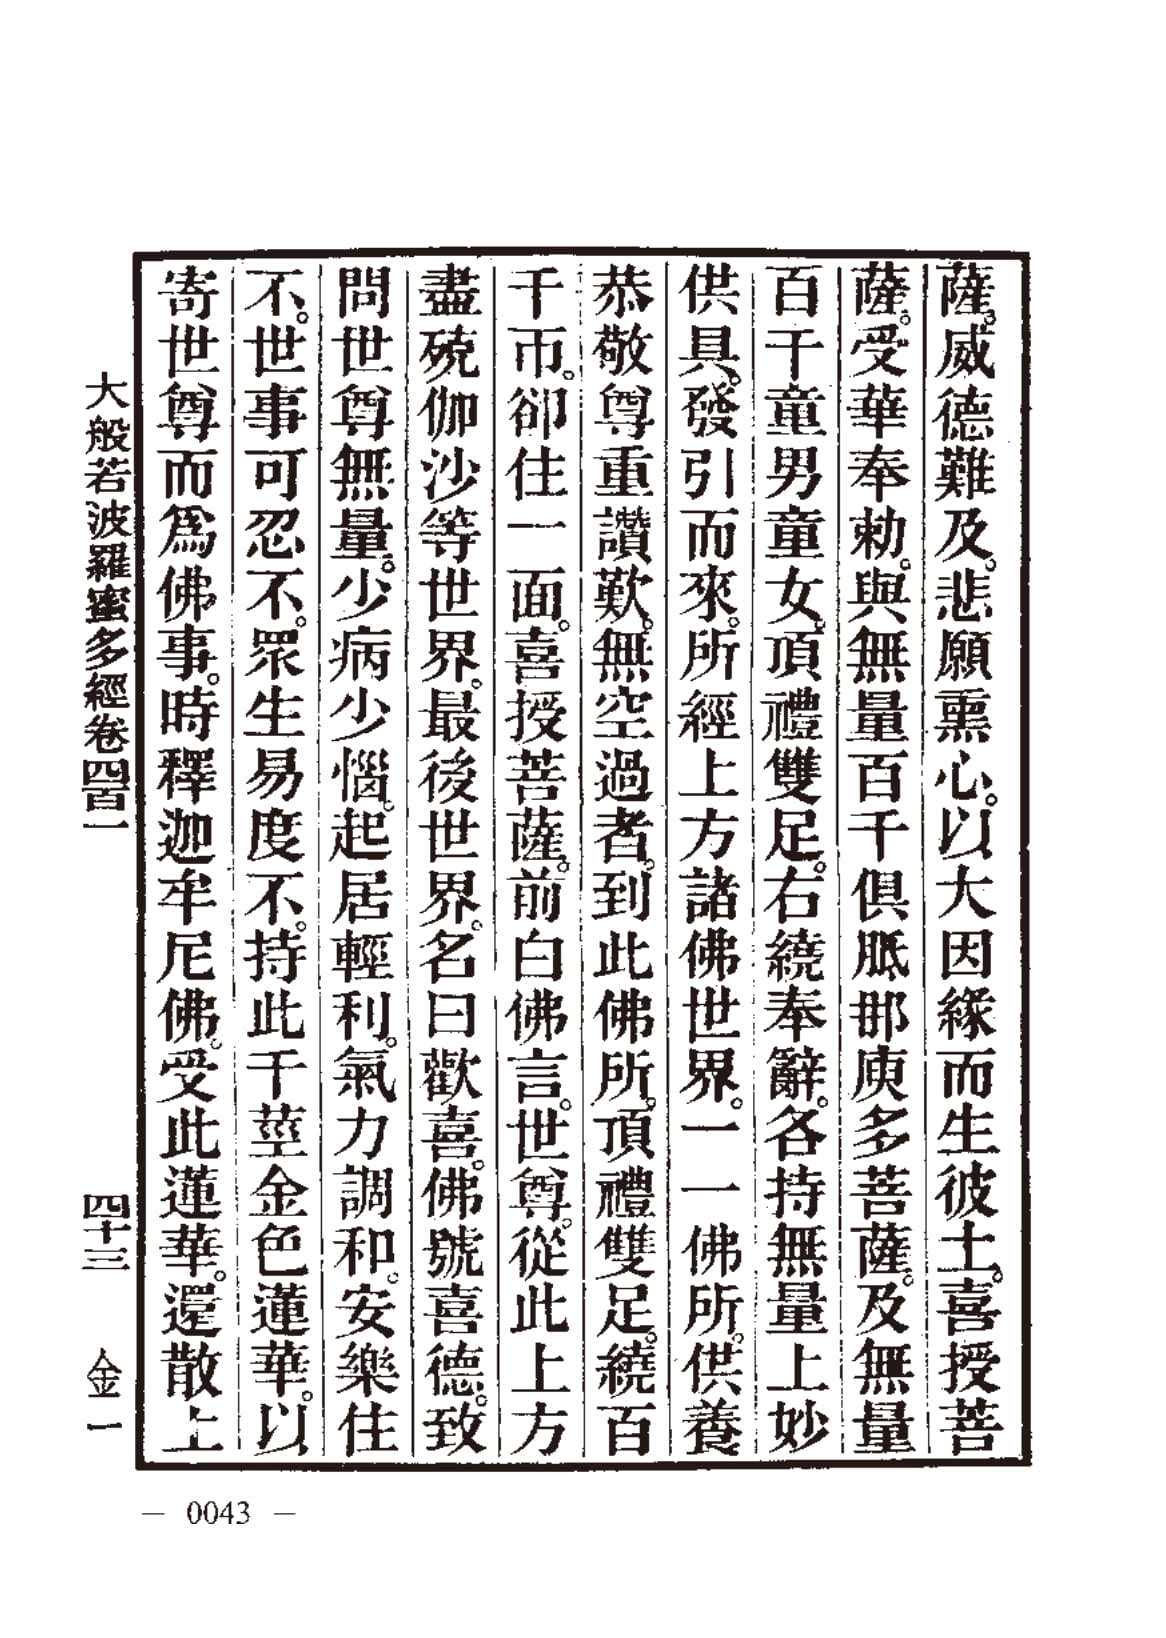 薩。威德難及。悲願熏心。以大因緣而生彼土。喜授菩
薩。受華奉勅。與無量百千俱胝那庾多菩薩。及無量
百千童男童女。頂禮雙足。右繞奉辭。各持無量上妙
供具。發引而來。所經上方諸佛世界。一一佛所。供養
恭敬尊重讚歎。無空過者。到此佛所。頂禮雙足。繞百
千帀。卻住一面。喜授菩薩。前白佛言。世尊。從此上方
盡殑伽沙等世界。最後世界。名曰歡喜。佛號喜德。致
問世尊無量。少病少惱。起居輕利。氣力調和。安樂住
不。世事可忍不。眾生易度不。持此千莖金色蓮華。以
寄世尊而爲佛事。時釋迦牟尼佛。受此蓮華。還散上
大般若波羅蜜多經卷四百一 四十三 金一
— 0043 —